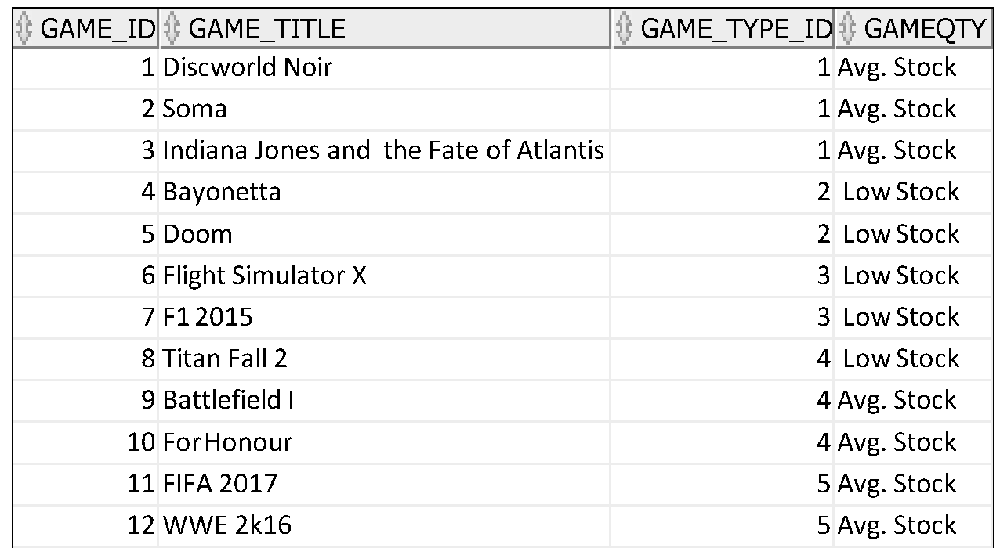 GAME_ID GAME_TITLE GAME_TYPE_ID GAMEQTY
1 Discworld Noir 1 Avg. Stock
2 Soma 1 Avg. Stock
3 Indiana Jones and  the Fate of Atlantis 1 Avg. Stock
4 Bayonetta 2 Low Stock
5 Doom 2 Low Stock
6 Flight Simulator X 3 Low Stock
7 F1 2015 3 Low Stock
8 Titan Fall 2 4 Low Stock
9 Battlefield I 4 Avg. Stock
10 For Honour 4 Avg. Stock
11 FIFA 2017 5 Avg. Stock
12 WWE 2k16 5 Avg. Stock